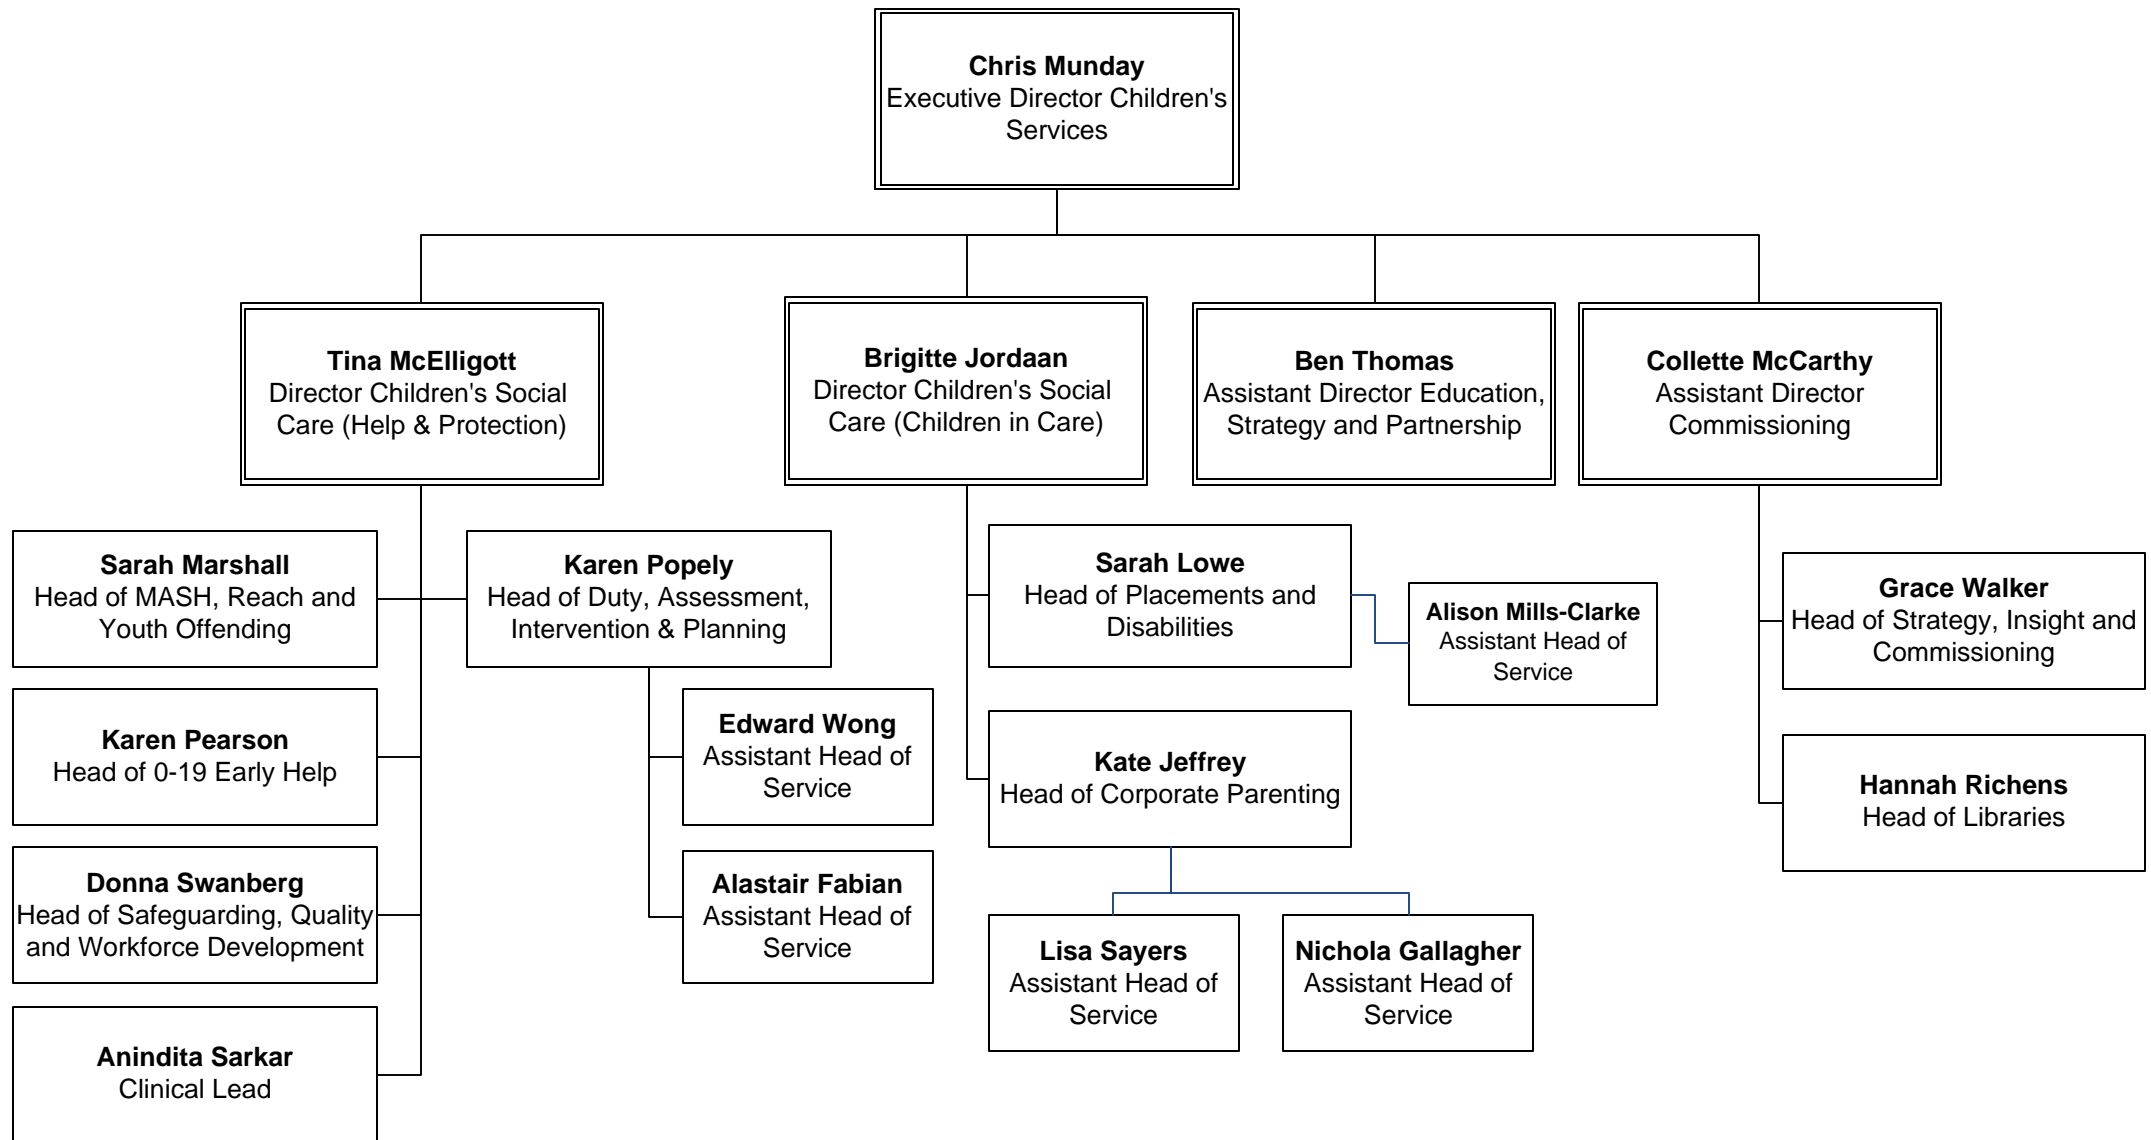 Chris Munday
Executive Director Children's
Services
Tina McElligott
Director Children's Social
Care (Help & Protection)
Brigitte Jordaan
Director Children's Social
Care (Children in Care)
Ben Thomas
Assistant Director Education,
Strategy and Partnership
Collette McCarthy
Assistant Director
Commissioning
Sarah Marshall
Head of MASH, Reach and
Youth Offending
Karen Popely
Head of Duty, Assessment,
Intervention & Planning
Sarah Lowe
Head of Placements and
Disabilities
Alison Mills-Clarke
Assistant Head of
Service
Grace Walker
Head of Strategy, Insight and
Commissioning
Karen Pearson
Head of 0-19 Early Help
Edward Wong
Assistant Head of
Service
Kate Jeffrey
Head of Corporate Parenting
Hannah Richens
Head of Libraries
Donna Swanberg
Head of Safeguarding, Quality
and Workforce Development
Alastair Fabian
Assistant Head of
Service
Lisa Sayers
Assistant Head of
Service
Nichola Gallagher
Assistant Head of
Service
Anindita Sarkar
Clinical Lead